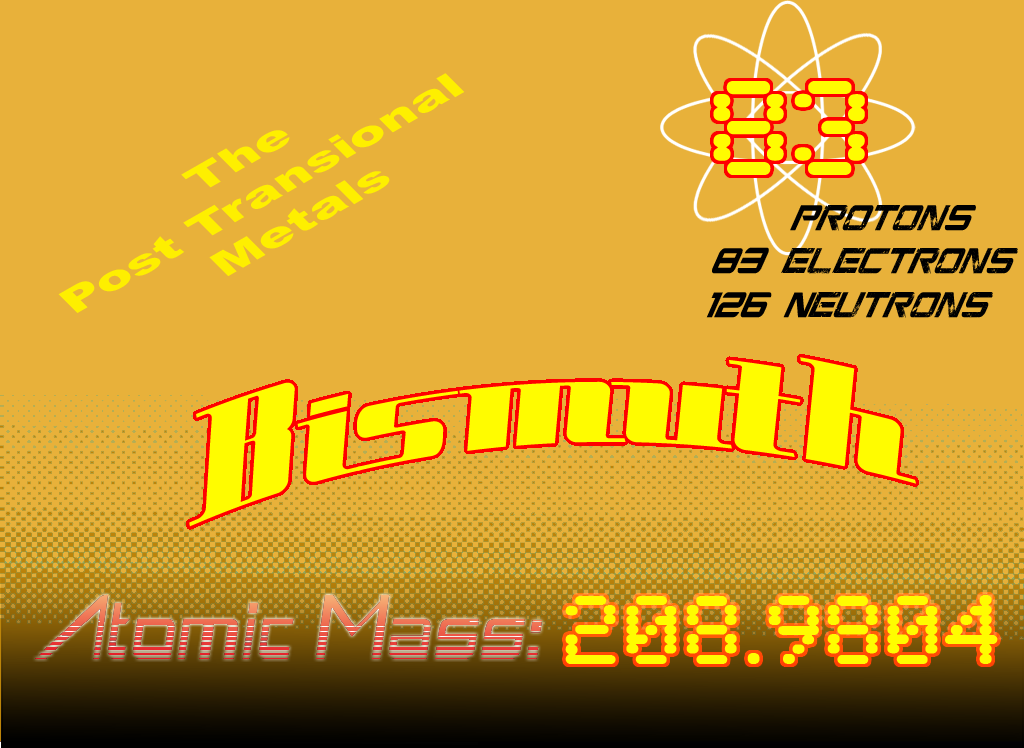 The
Post Transional
Metals
83
PROTONS
83 ELECTRONS
126 NEUTRONS
Bismuth
Atomic Mass: 208.9804